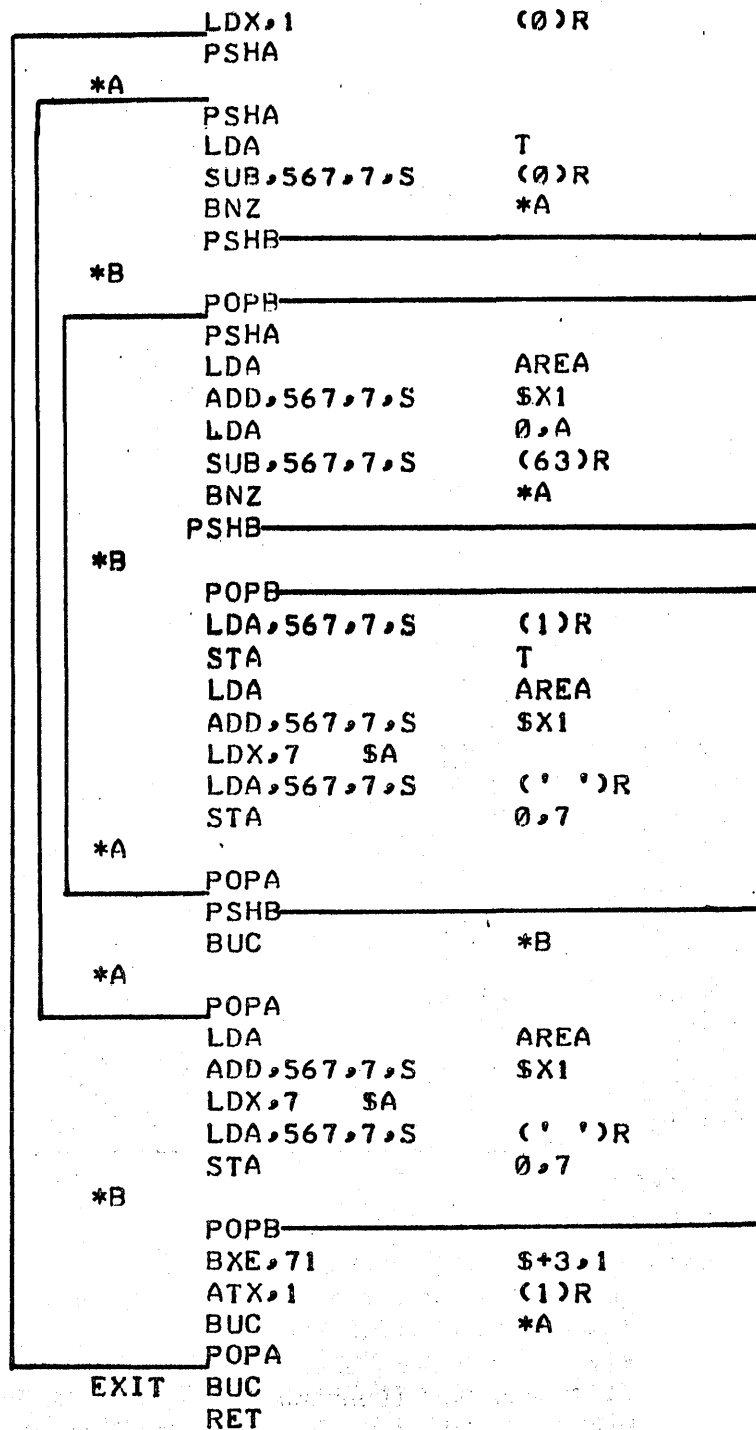 LDX,1 (0)R
PSHA
*A
PSHA
LDA T
SUB,567,7,S (0)R
BNZ *A
PSHB
*B
POPB
PSHA
LDA AREA
ADD,567,7,S $X1
LDA 0,A
SUB,567,7,S (63)R
BNZ *A
PSHB
*B
POPB
LDA,567,7,S (1)R
STA T
LDA AREA
ADD,567,7,S $X1
LDX,7 $A
LDA,567,7,S (' ')R
STA 0,7
*A
POPA
PSHB
BUC *B
*A
POPA
LDA AREA
ADD,567,7,S $X1
LDX,7 $A
LDA,567,7,S (' ')R
STA 0,7
*B
POPB
BXE,71 $+3,1
ATX,1 (1)R
BUC *A
POPA
EXIT BUC
RET